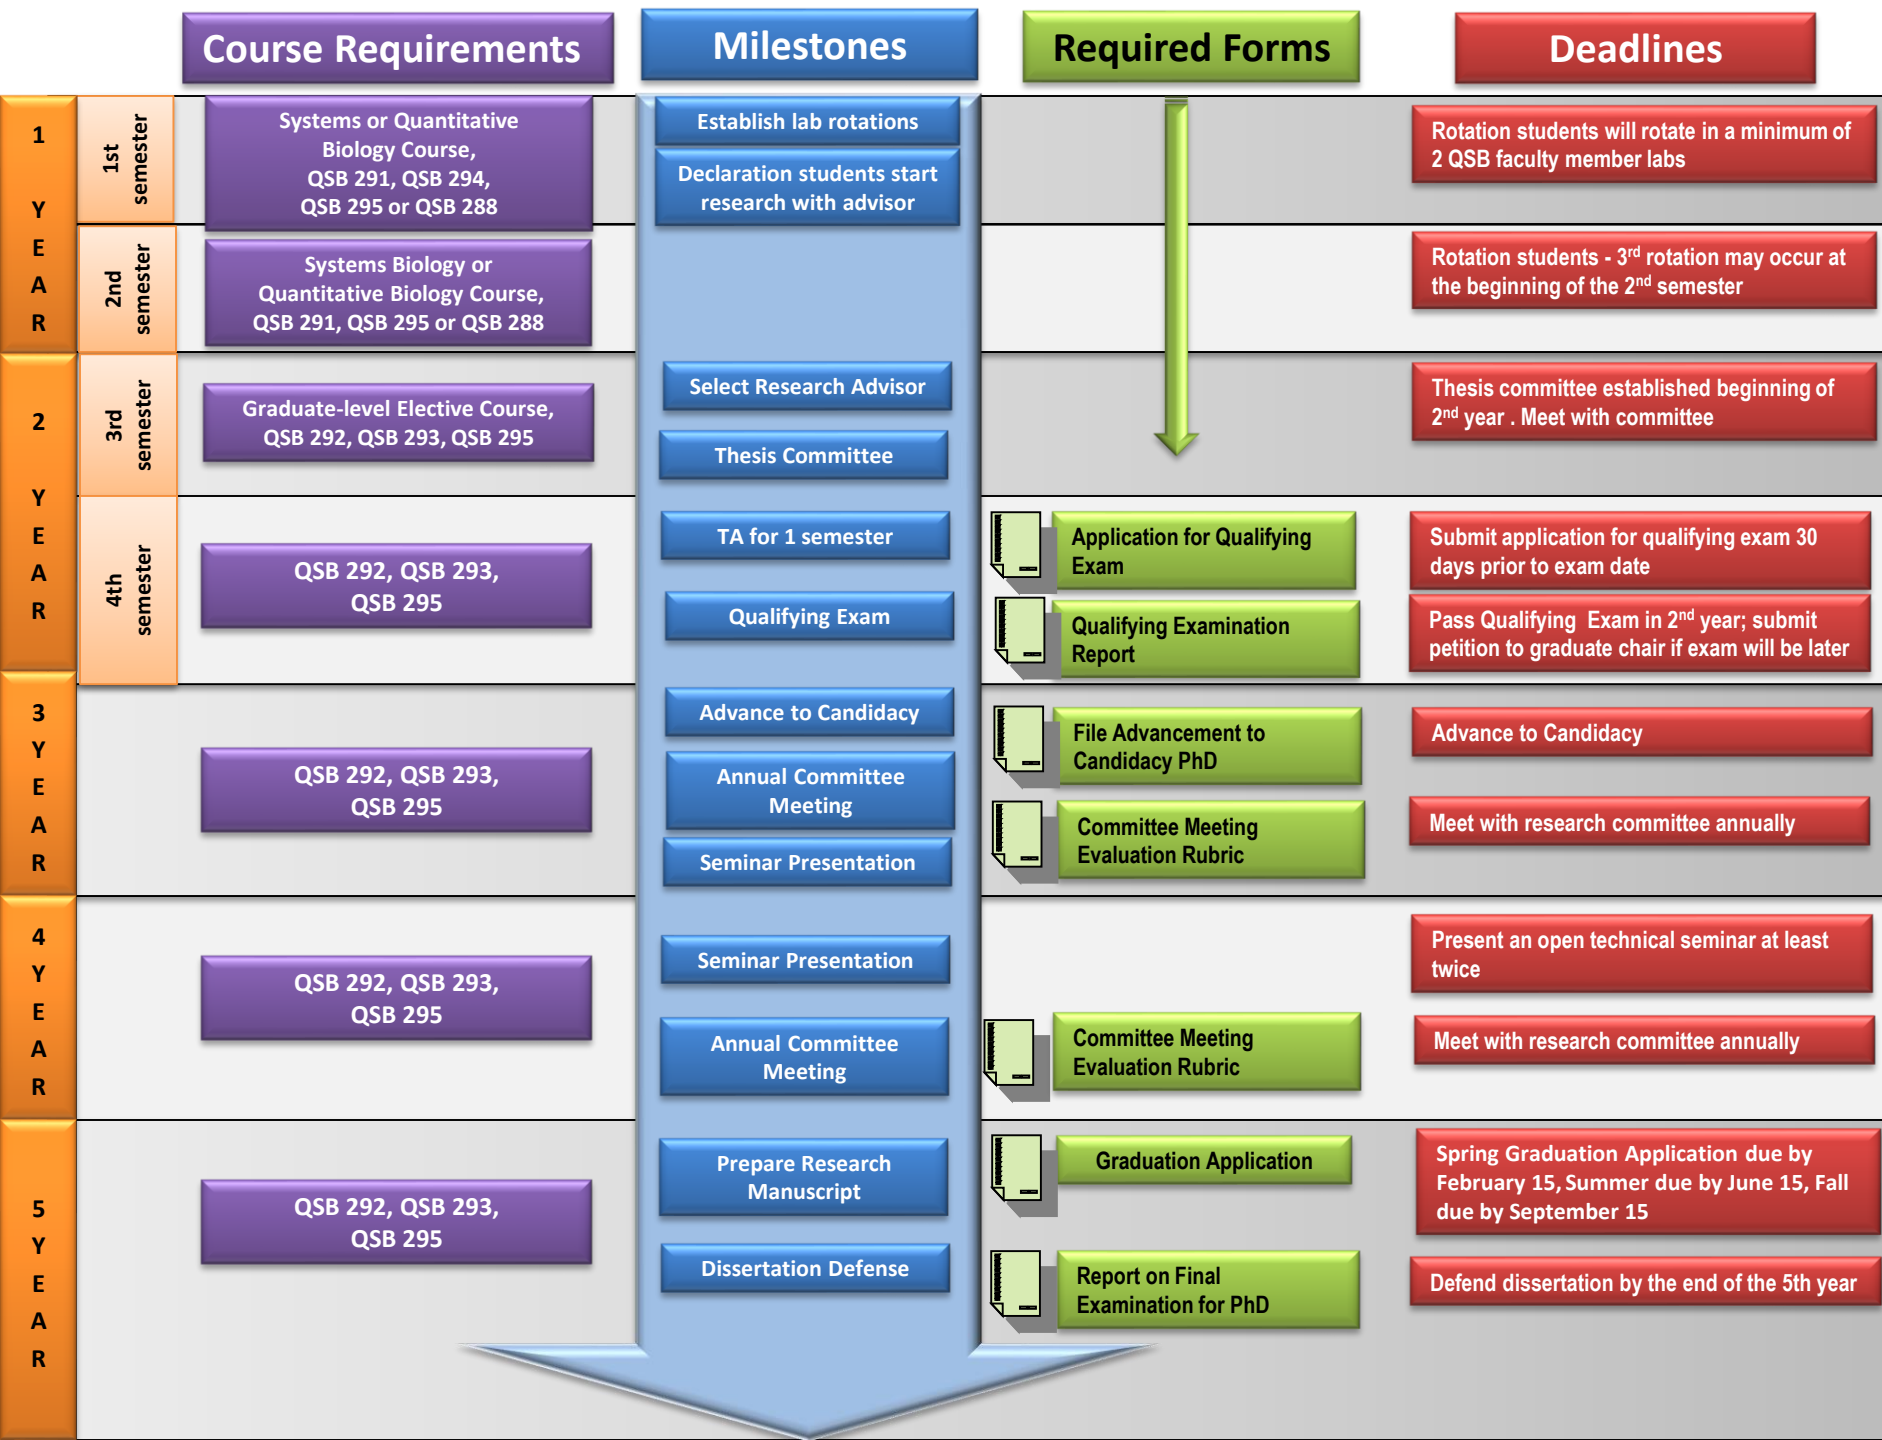 Course Requirements
Milestones
Required Forms
Deadlines
1
YEAR
1st
semester
Systems or Quantitative
Biology Course,
QSB 291, QSB 294,
QSB 295 or QSB 288
Establish lab rotations
Declaration students start
research with advisor
Rotation students will rotate in a minimum of
2 QSB faculty member labs
2nd
semester
Systems Biology or
Quantitative Biology Course,
QSB 291, QSB 295 or QSB 288
Rotation students - 3rd rotation may occur at
the beginning of the 2nd semester
2
YEAR
3rd
semester
Graduate-level Elective Course,
QSB 292, QSB 293, QSB 295
Select Research Advisor
Thesis Committee
Thesis committee established beginning of
2nd year . Meet with committee
4th
semester
QSB 292, QSB 293,
QSB 295
TA for 1 semester
Qualifying Exam
Application for Qualifying
Exam
Qualifying Examination
Report
Submit application for qualifying exam 30
days prior to exam date
Pass Qualifying Exam in 2nd year; submit
petition to graduate chair if exam will be later
3
YEAR
QSB 292, QSB 293,
QSB 295
Advance to Candidacy
Annual Committee
Meeting
Seminar Presentation
File Advancement to
Candidacy PhD
Committee Meeting
Evaluation Rubric
Advance to Candidacy
Meet with research committee annually
4
YEAR
QSB 292, QSB 293,
QSB 295
Seminar Presentation
Annual Committee
Meeting
Committee Meeting
Evaluation Rubric
Present an open technical seminar at least
twice
Meet with research committee annually
5
YEAR
QSB 292, QSB 293,
QSB 295
Prepare Research
Manuscript
Dissertation Defense
Graduation Application
Report on Final
Examination for PhD
Spring Graduation Application due by
February 15, Summer due by June 15, Fall
due by September 15
Defend dissertation by the end of the 5th year